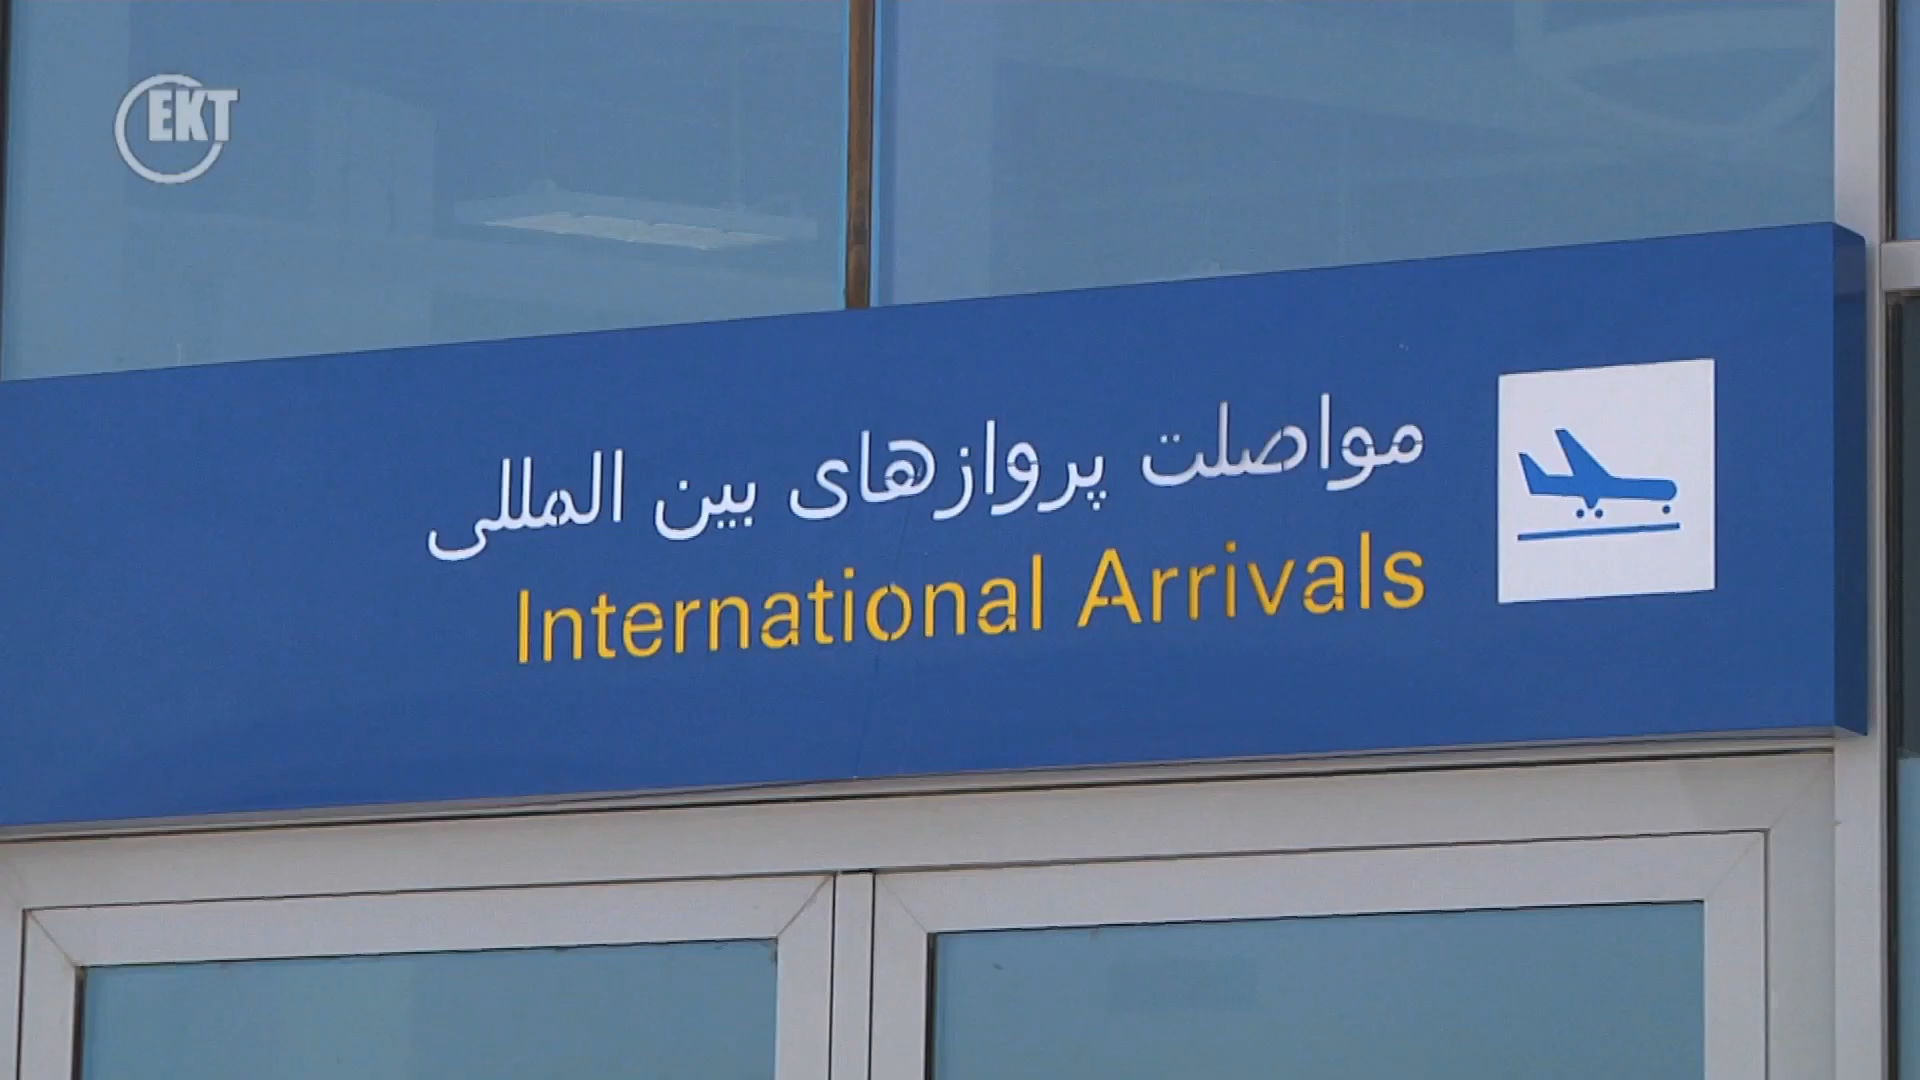 EKT
مواصلت پروازهای بین المللی
International Arrivals